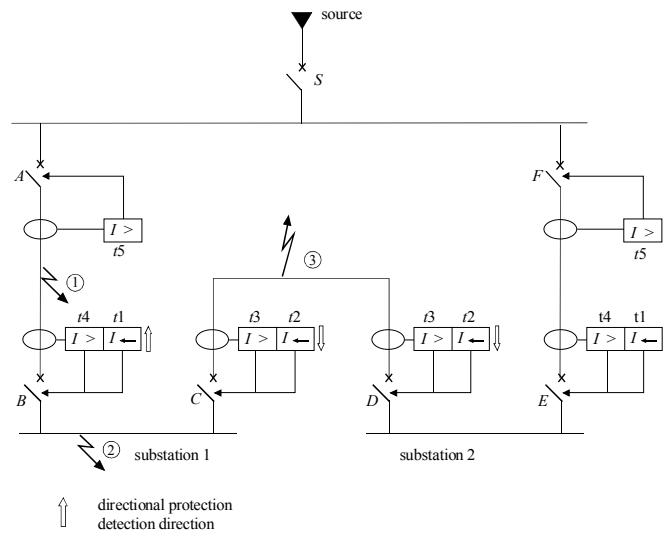 source
S
A
F
I >
t5
I >
t5
①
③
t4 t1
I > I
t3 t2
I > I
t3 t2
I > I
t4 t1
I > I
B
C
D
E
②
substation 1
substation 2
directional protection
detection direction